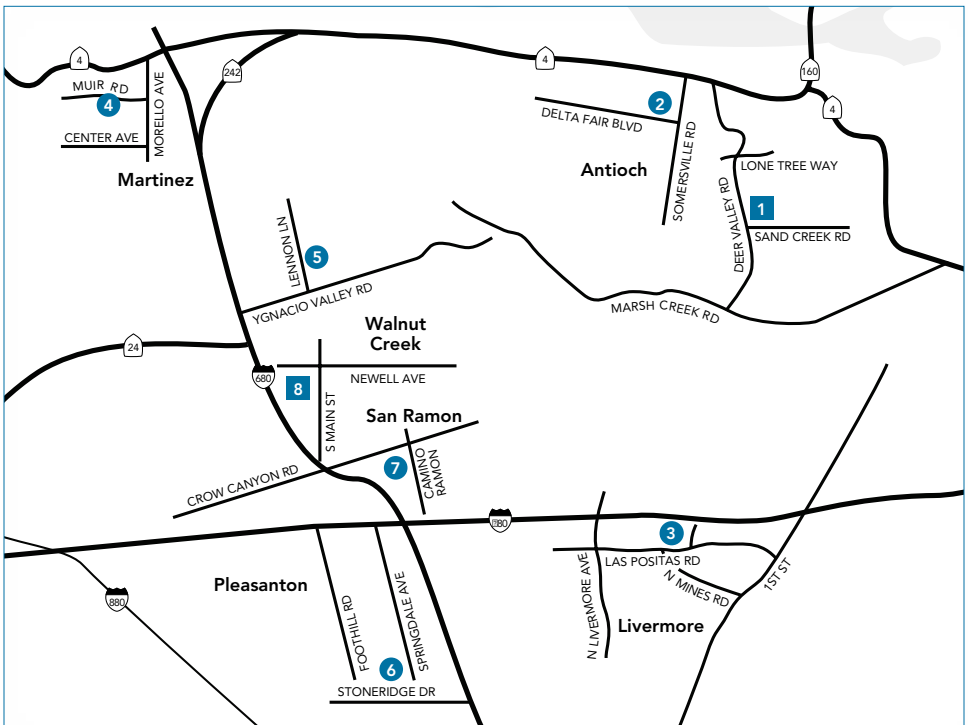 4
4
242
160
4
MUIR RD
4
MORELLO AVE
CENTER AVE
Martinez
2
DELTA FAIR BLVD
SOMERSVILLE RD
Antioch
LONE TREE WAY
DEER VALLEY RD
1
SAND CREEK RD
LENNON LN
5
YGNACIO VALLEY RD
MARSH CREEK RD
24
Walnut
Creek
680
8
NEWELL AVE
S MAIN ST
San Ramon
7
CAMINO
RAMON
CROW CANYON RD
3
LAS POSITAS RD
N MINES RD
1ST ST
N LIVERMORE AVE
Livermore
Pleasanton
880
FOOTHILL RD
SPRINGDALE AVE
6
STONERIDGE DR